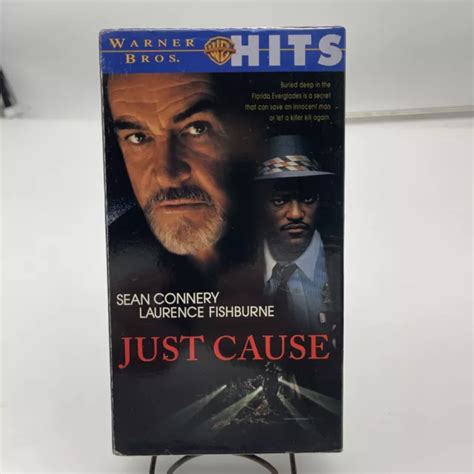 WARNER
BROS.
WB
HITS
Buried deep in the
Florida Everglades is a secret
that can save an innocent man
or let a killer kill again.
SEAN CONNERY
LAURENCE FISHBURNE
JUST CAUSE